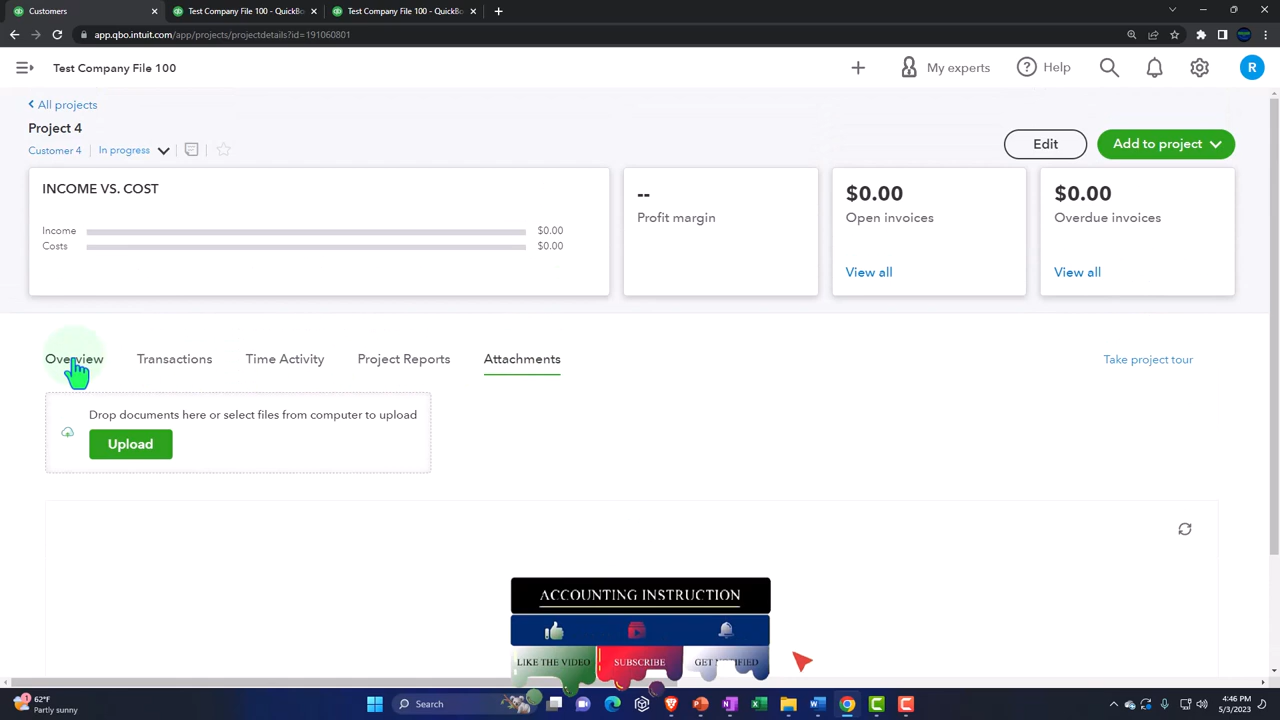 Customers
Test Company File 100 - QuickBo
Test Company File 100 - QuickBo
app.qbo.intuit.com/app/projects/projectdetails?id=191060801
Test Company File 100
My experts
Help
R
All projects
Project 4
Customer 4
In progress
Edit
Add to project
INCOME VS. COST
Income $0.00
Costs $0.00
--
Profit margin
$0.00
Open invoices
View all
$0.00
Overdue invoices
View all
Overview
Transactions
Time Activity
Project Reports
Attachments
Take project tour
Drop documents here or select files from computer to upload
Upload
ACCOUNTING INSTRUCTION
LIKE THE VIDEO
SUBSCRIBE
GET NOTIFIED
1
62°F
Partly sunny
Search
4:46 PM
5/3/2023